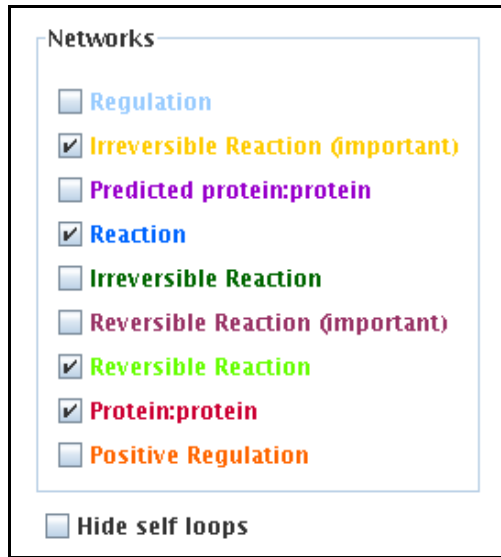 Networks
Regulation
Irreversible Reaction (important)
Predicted protein:protein
Reaction
Irreversible Reaction
Reversible Reaction (important)
Reversible Reaction
Protein:protein
Positive Regulation
Hide self loops